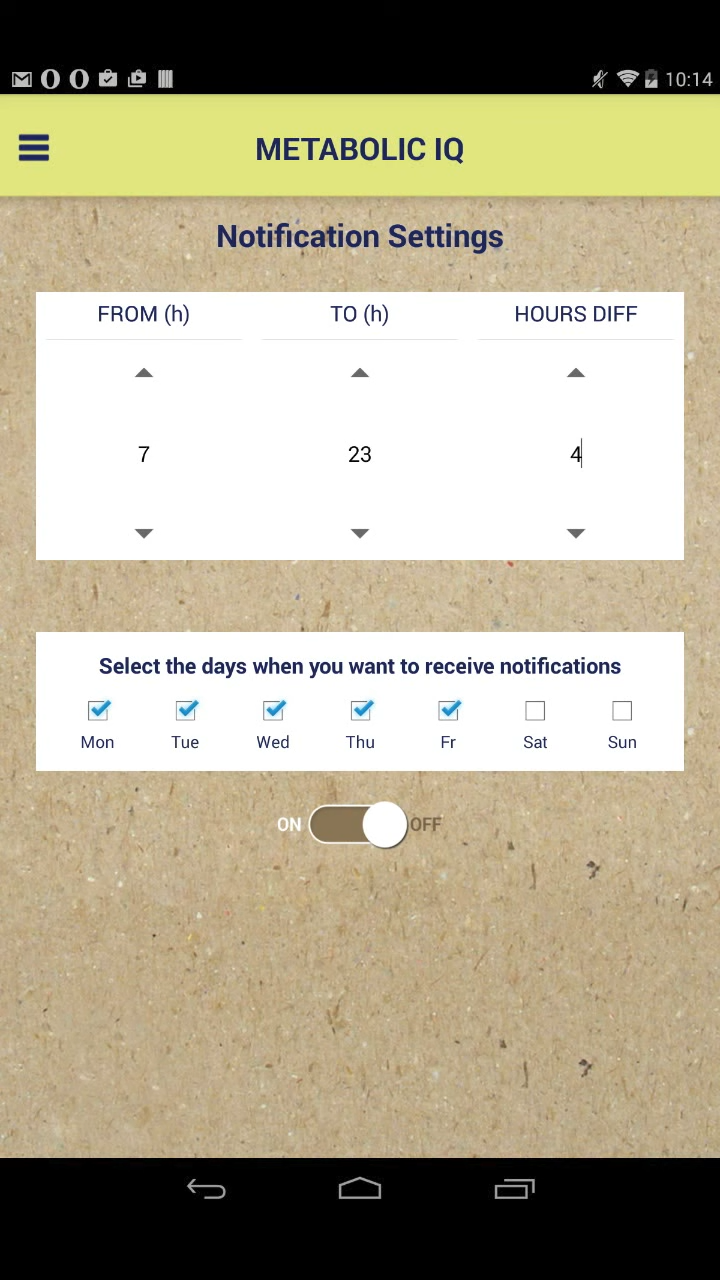 10:14
METABOLIC IQ
Notification Settings
FROM (h) TO (h) HOURS DIFF
7 23 4
Select the days when you want to receive notifications
Mon Tue Wed Thu Fr Sat Sun
ON OFF